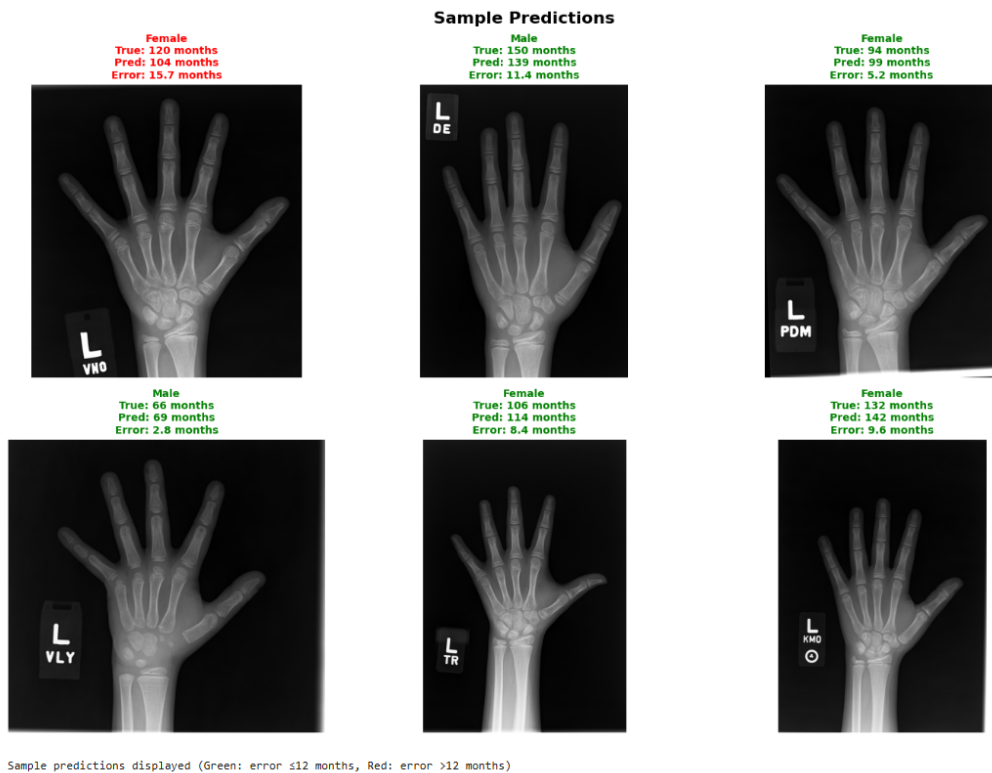 Sample Predictions
Female
True: 120 months
Pred: 104 months
Error: 15.7 months
Male
True: 150 months
Pred: 139 months
Error: 11.4 months
Female
True: 94 months
Pred: 99 months
Error: 5.2 months
L
VNO
L
DE
L
PDM
Male
True: 66 months
Pred: 69 months
Error: 2.8 months
Female
True: 106 months
Pred: 114 months
Error: 8.4 months
Female
True: 132 months
Pred: 142 months
Error: 9.6 months
L
VLY
L
TR
L
KMO
Sample predictions displayed (Green: error ≤12 months, Red: error >12 months)